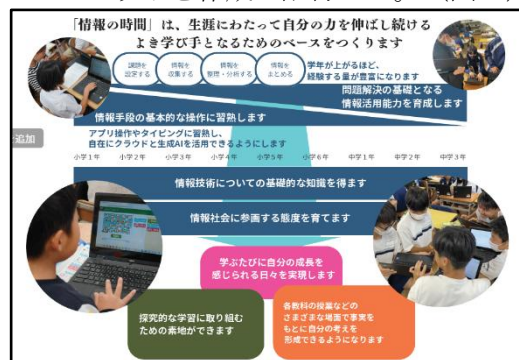 「情報の時間」は、生涯にわたって自分の力を伸ばし続ける
よき学び手となるためのベースをつくります
課題を
設定する
情報を
収集する
情報を
整理・分析する
情報を
まとめる
学年が上がるほど、
経験する量が豊富になります
問題解決の基礎となる
情報活用能力を育成します
情報手段の基本的な操作に習熟します
追加
アプリ操作やタイピングに習熟し、
自在にクラウドと生成AIを活用できるようにします
小学1年 小学2年 小学3年 小学4年 小学5年 小学6年 中学1年 中学2年 中学3年
情報技術についての基礎的な知識を得ます
情報社会に参画する態度を育てます
学ぶたびに自分の成長を
感じられる日々を実現します
探究的な学習に取り組む
ための素地ができます
各教科の授業などの
さまざまな場面で事実を
もとに自分の考えを
形成できるようになります